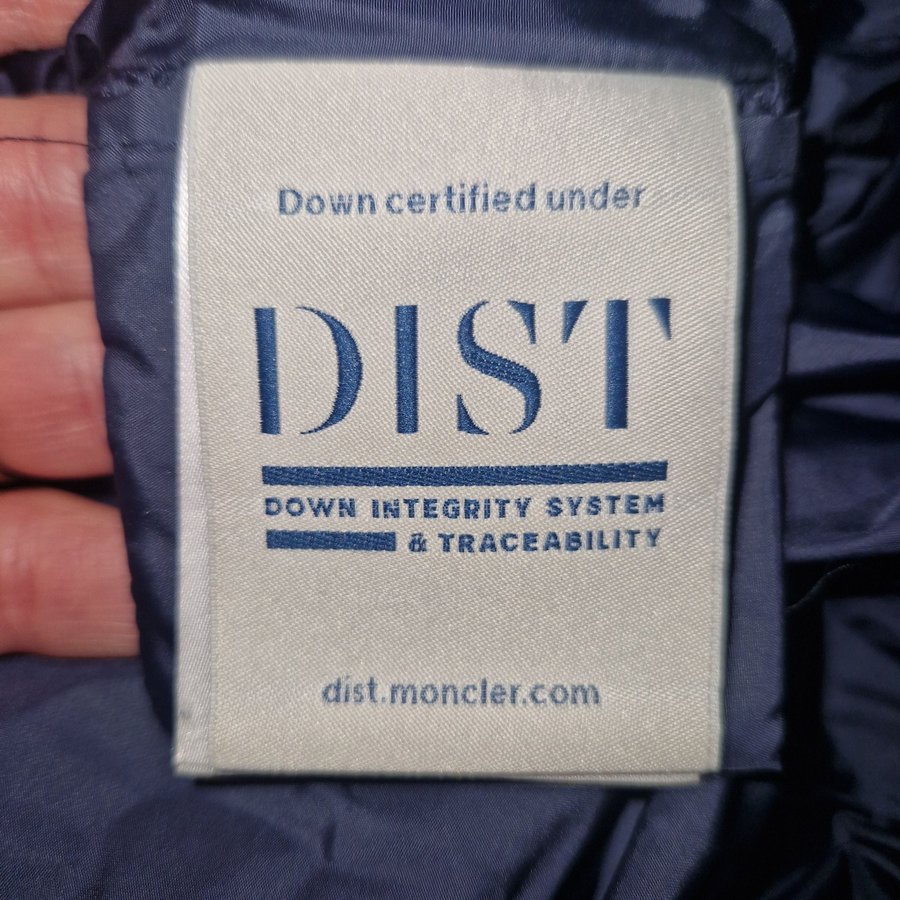 Down certified under
DIST
DOWN INTEGRITY SYSTEM
& TRACEABILITY
dist.moncler.com